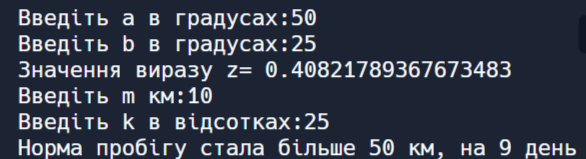 Введіть a в градусах:50
Введіть b в градусах:25
Значення виразу z= 0.40821789367673483
Введіть m км:10
Введіть k в відсотках:25
Норма пробігу стала більше 50 км, на 9 день